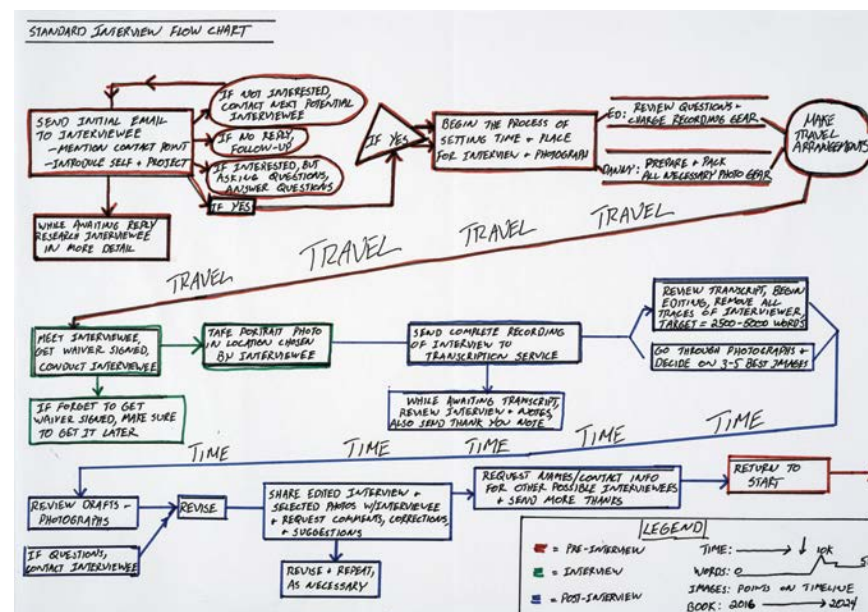 STANDARD INTERVIEW FLOW CHART
SEND INITIAL EMAIL
TO INTERVIEWEE
-MENTION CONTACT POINT
-INTRODUCE SELF + PROJECT
IF NOT INTERESTED,
CONTACT NEXT POTENTIAL
INTERVIEWEE
IF NO REPLY,
FOLLOW-UP
IF INTERESTED, BUT
ASKING QUESTIONS,
ANSWER QUESTIONS
IF YES
WHILE AWAITING REPLY
RESEARCH INTERVIEWEE
IN MORE DETAIL
IF YES
BEGIN THE PROCESS OF
SETTING TIME + PLACE
FOR INTERVIEW + PHOTOGRAPH
ED: REVIEW QUESTIONS +
CHARGE RECORDING GEAR
DANNY: PREPARE + PACK
ALL NECESSARY PHOTO GEAR
MAKE
TRAVEL
ARRANGEMENTS
TRAVEL TRAVEL TRAVEL TRAVEL
MEET INTERVIEWEE,
GET WAIVER SIGNED,
CONDUCT INTERVIEWEE
IF FORGET TO GET
WAIVER SIGNED, MAKE SURE
TO GET IT LATER
TAKE PORTRAIT PHOTO
IN LOCATION CHOSEN
BY INTERVIEWEE
SEND COMPLETE RECORDING
OF INTERVIEW TO
TRANSCRIPTION SERVICE
WHILE AWAITING TRANSCRIPT,
REVIEW INTERVIEW + NOTES,
ALSO SEND THANK YOU NOTE
REVIEW TRANSCRIPT, BEGIN
EDITING, REMOVE ALL
TRACES OF INTERVIEWER,
TARGET = 2500-5000 WORDS
GO THROUGH PHOTOGRAPHS +
DECIDE ON 3-5 BEST IMAGES
TIME TIME TIME TIME TIME
REVIEW DRAFTS -
PHOTOGRAPHS
IF QUESTIONS,
CONTACT INTERVIEWEE
REVISE
SHARE EDITED INTERVIEW +
SELECTED PHOTOS W/INTERVIEWEE
+ REQUEST COMMENTS, CORRECTIONS,
+ SUGGESTIONS
REVISE + REPEAT,
AS NECESSARY
REQUEST NAMES/CONTACT INFO
FOR OTHER POSSIBLE INTERVIEWEES
+ SEND MORE THANKS
RETURN TO
START
LEGEND
= PRE-INTERVIEW
= INTERVIEW
= POST-INTERVIEW
TIME:
WORDS: 0 10K 5
IMAGES: POINTS ON TIMELINE
BOOK: 2016 2024